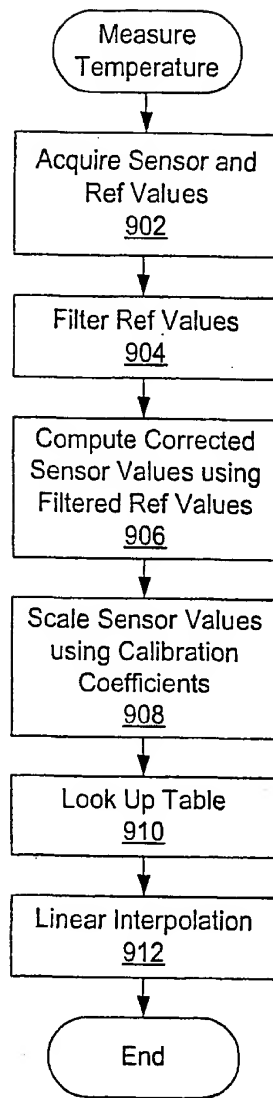 Measure
Temperature
Acquire Sensor and
Ref Values
902
Filter Ref Values
904
Compute Corrected
Sensor Values using
Filtered Ref Values
906
Scale Sensor Values
using Calibration
Coefficients
908
Look Up Table
910
Linear Interpolation
912
End